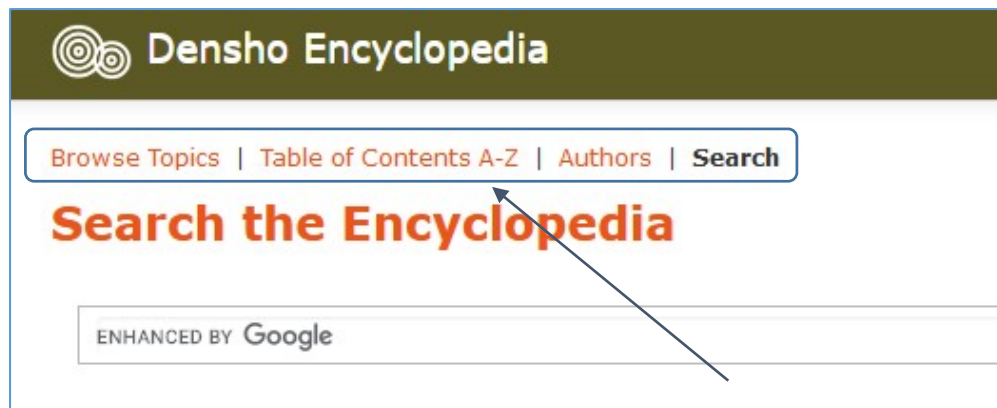 Densho Encyclopedia
Browse Topics | Table of Contents A-Z | Authors | Search
Search the Encyclopedia
ENHANCED BY Google